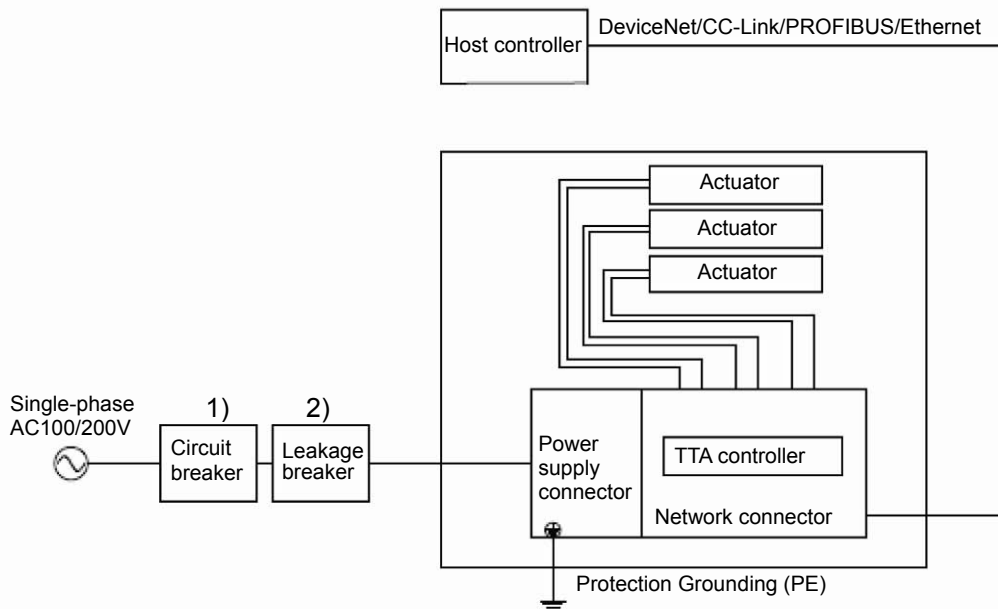 Host controller
DeviceNet/CC-Link/PROFIBUS/Ethernet
Actuator
Actuator
Actuator
Single-phase
AC100/200V
1)
2)
Circuit
breaker
Leakage
breaker
Power
supply
connector
TTA controller
Network connector
Protection Grounding (PE)